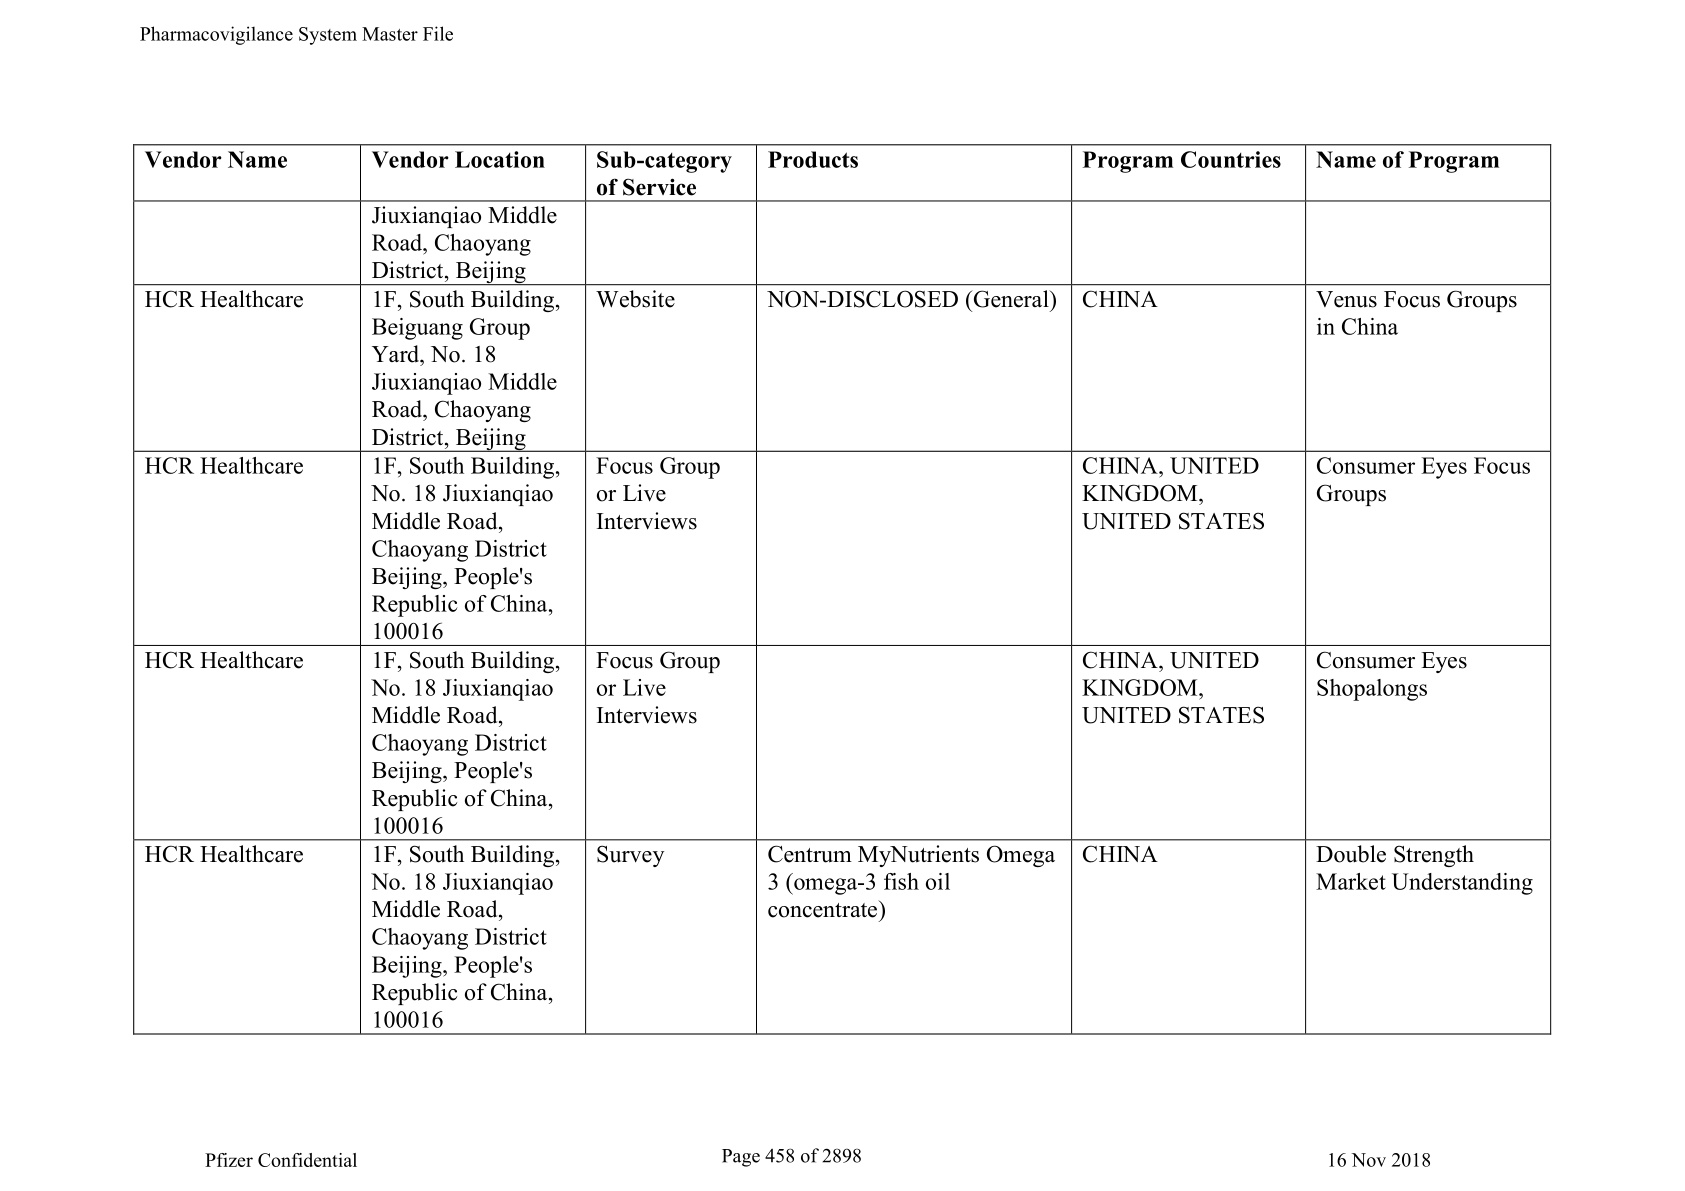 Pharmacovigilance System Master File
Vendor Name
Vendor Location
Sub-category
of Service
Products
Program Countries
Name of Program
Jiuxianqiao Middle
Road, Chaoyang
District, Beijing
HCR Healthcare
1F, South Building,
Beiguang Group
Yard, No. 18
Jiuxianqiao Middle
Road, Chaoyang
District, Beijing
Website
NON-DISCLOSED (General)
CHINA
Venus Focus Groups
in China
HCR Healthcare
1F, South Building,
No. 18 Jiuxianqiao
Middle Road,
Chaoyang District
Beijing, People's
Republic of China,
100016
Focus Group
or Live
Interviews
CHINA, UNITED
KINGDOM,
UNITED STATES
Consumer Eyes Focus
Groups
HCR Healthcare
1F, South Building,
No. 18 Jiuxianqiao
Middle Road,
Chaoyang District
Beijing, People's
Republic of China,
100016
Focus Group
or Live
Interviews
CHINA, UNITED
KINGDOM,
UNITED STATES
Consumer Eyes
Shopalongs
HCR Healthcare
1F, South Building,
No. 18 Jiuxianqiao
Middle Road,
Chaoyang District
Beijing, People's
Republic of China,
100016
Survey
Centrum MyNutrients Omega
3 (omega-3 fish oil
concentrate)
CHINA
Double Strength
Market Understanding
Pfizer Confidential
Page 458 of 2898
16 Nov 2018